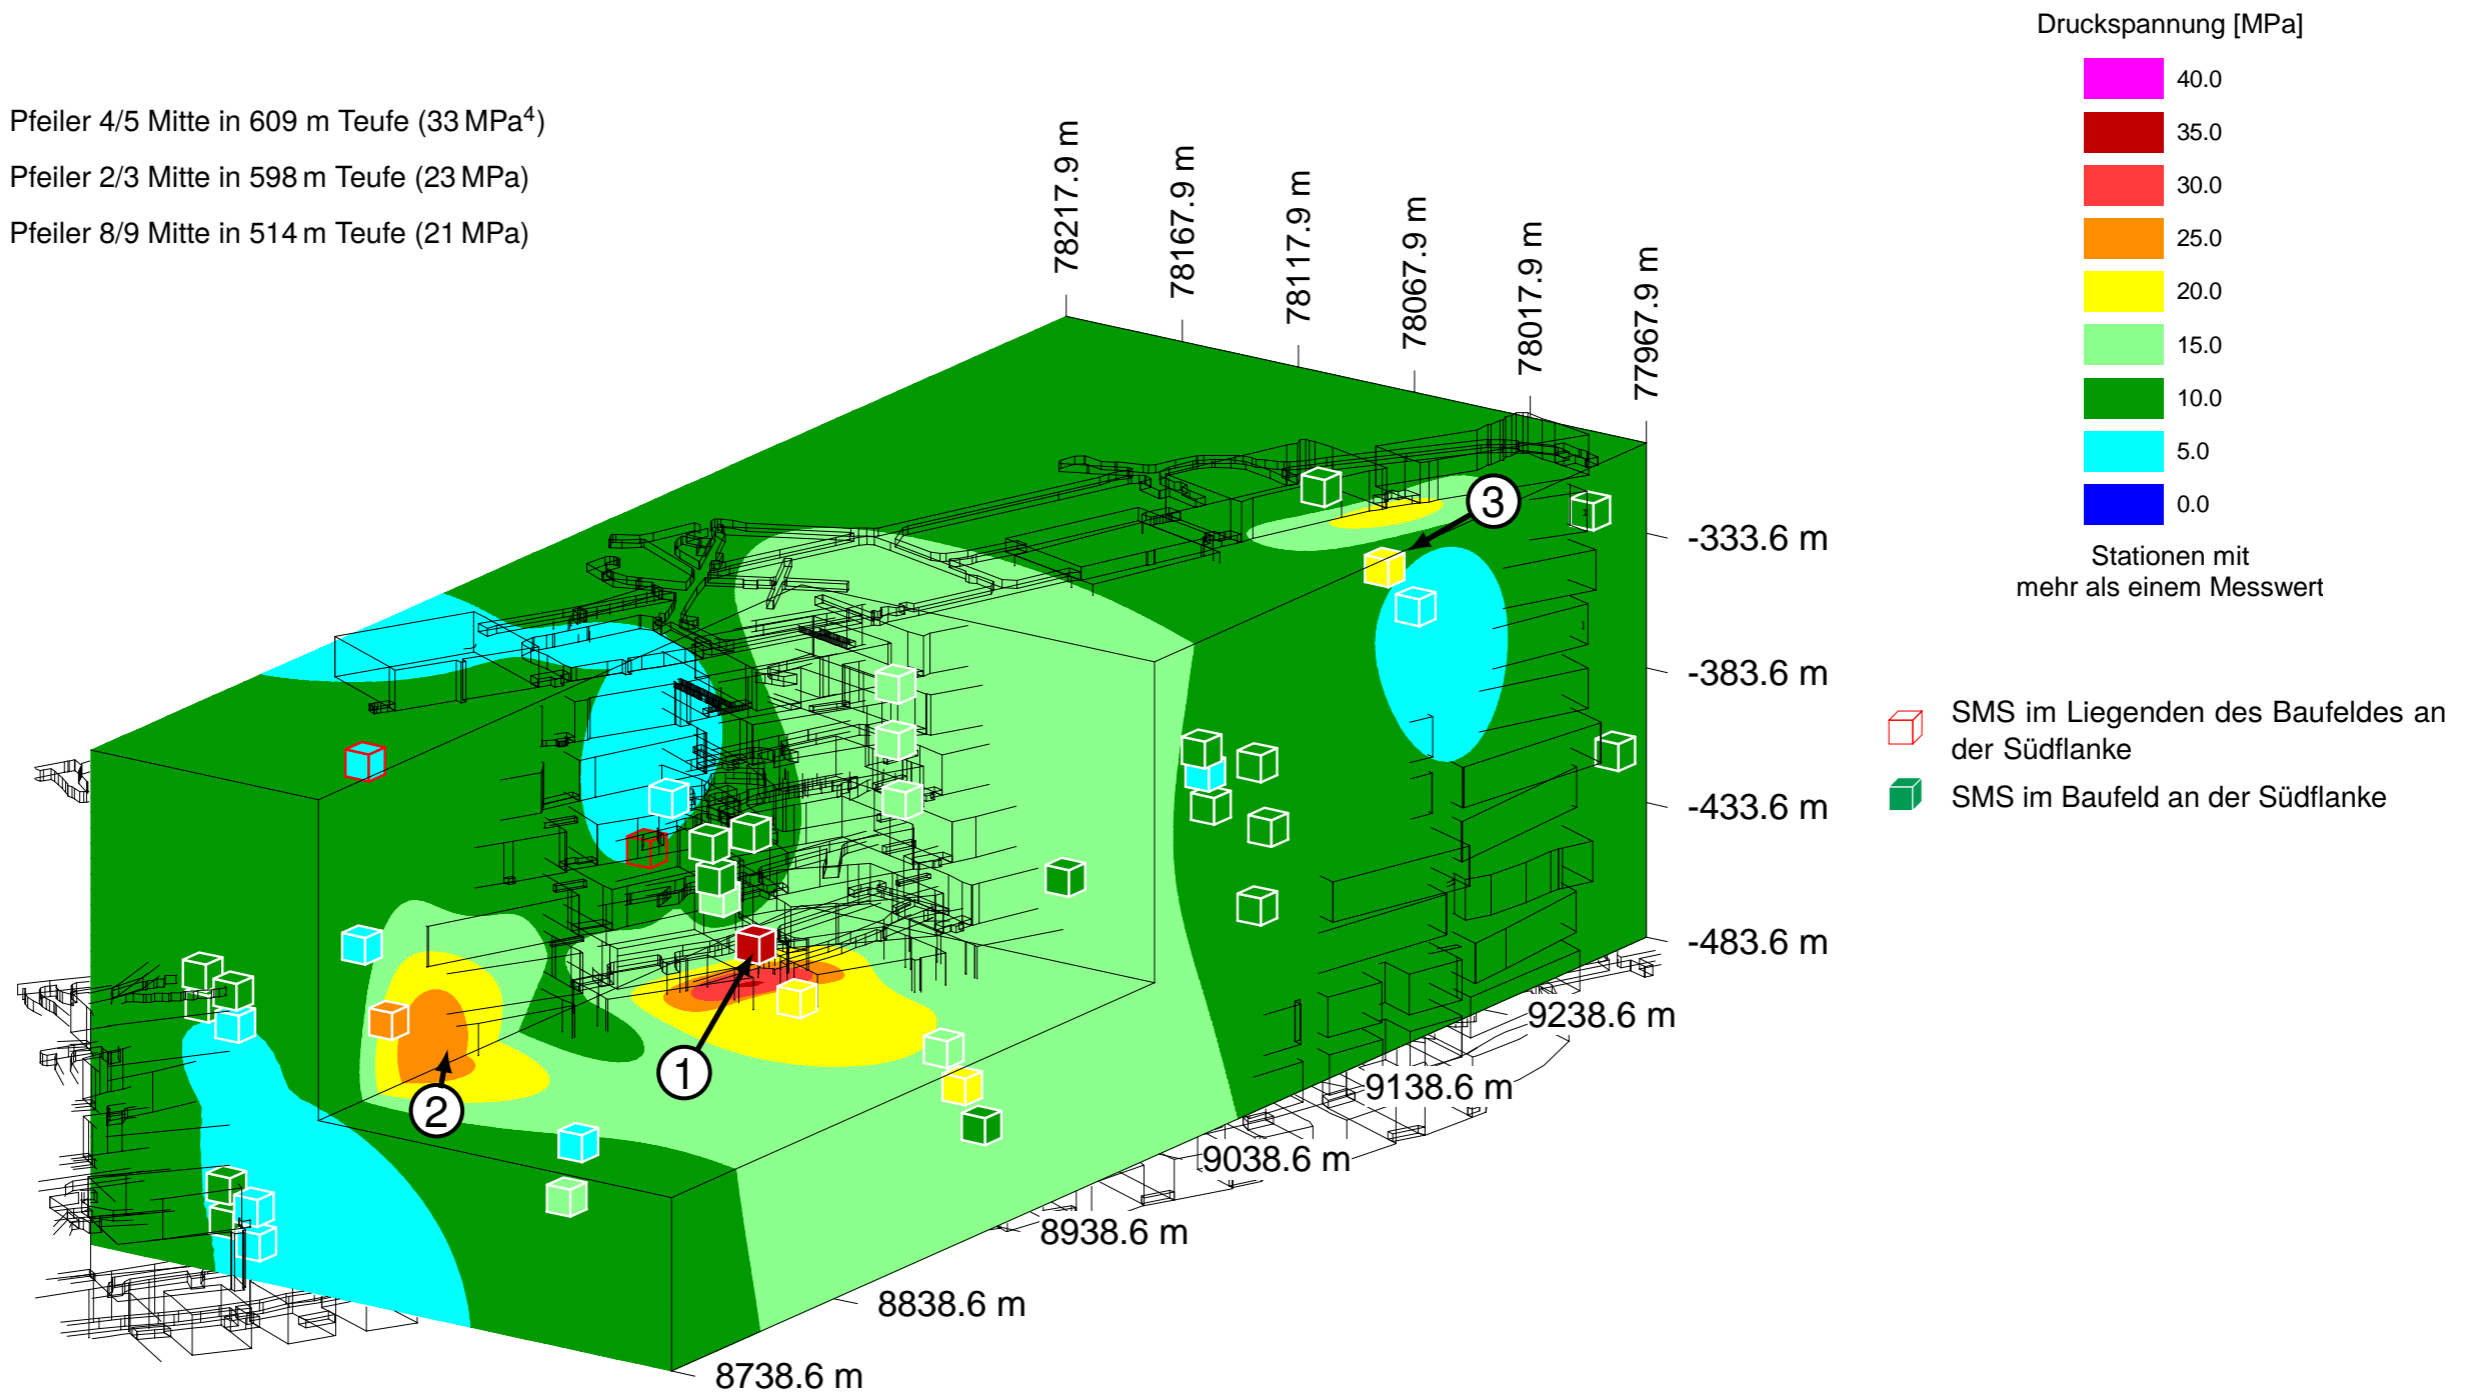 Druckspannung [MPa]
40.0
35.0
30.0
25.0
20.0
15.0
10.0
5.0
0.0
Stationen mit
mehr als einem Messwert
Pfeiler 4/5 Mitte in 609 m Teufe (33 MPa⁴)
Pfeiler 2/3 Mitte in 598 m Teufe (23 MPa)
Pfeiler 8/9 Mitte in 514 m Teufe (21 MPa)
78217.9 m
78167.9 m
78117.9 m
78067.9 m
78017.9 m
77967.9 m
3
-333.6 m
-383.6 m
-433.6 m
-483.6 m
SMS im Liegenden des Baufeldes an
der Südflanke
SMS im Baufeld an der Südflanke
1
2
9238.6 m
9138.6 m
9038.6 m
8938.6 m
8838.6 m
8738.6 m